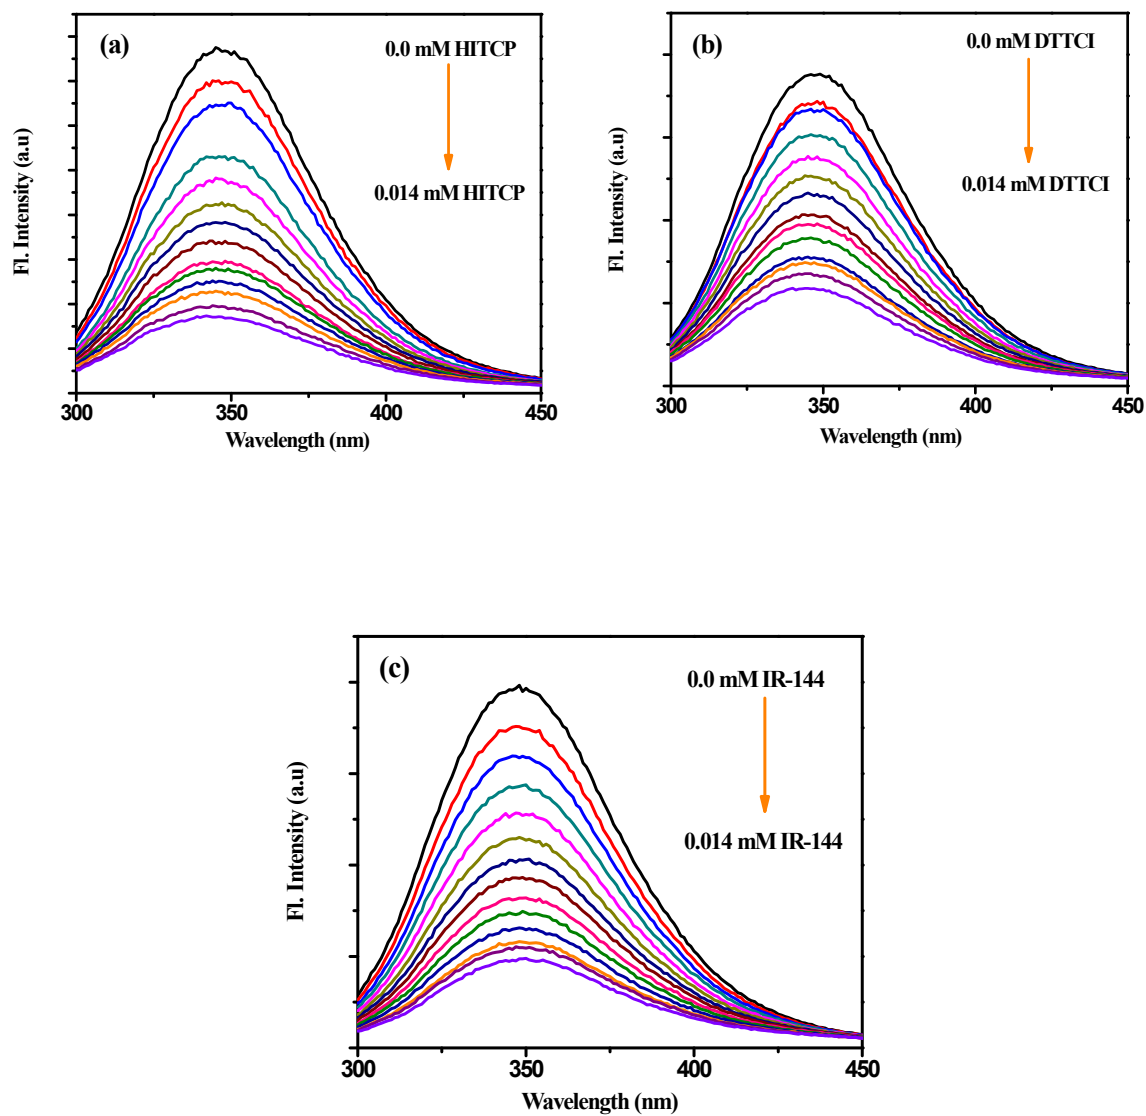 (a)
0.0 mM HITCP
0.014 mM HITCP
Fl. Intensity (a.u)
300
350
400
450
Wavelength (nm)
(b)
0.0 mM DTTCI
0.014 mM DTTCI
Fl. Intensity (a.u)
300
350
400
450
Wavelength (nm)
(c)
0.0 mM IR-144
0.014 mM IR-144
Fl. Intensity (a.u)
300
350
400
450
Wavelength (nm)